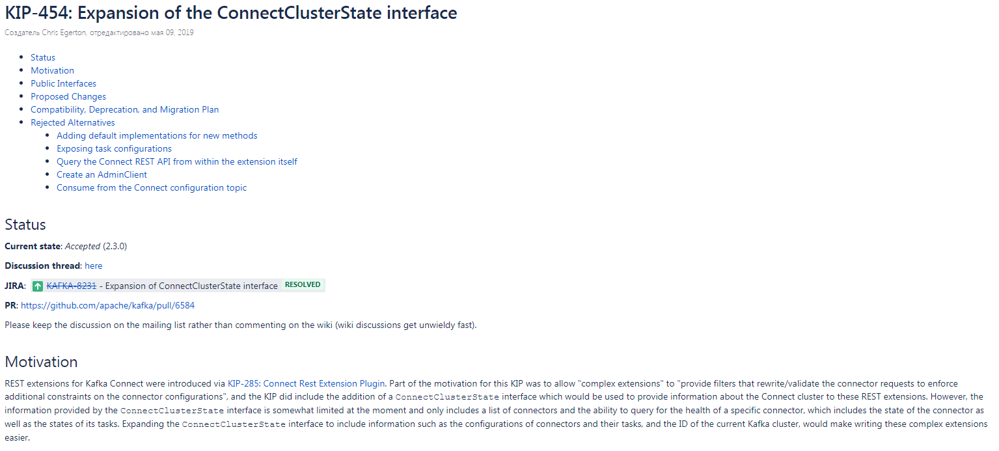 KIP-454: Expansion of the ConnectClusterState interface
Создатель Chris Egerton, отредактировано мая 09, 2019
Status
Motivation
Public Interfaces
Proposed Changes
Compatibility, Deprecation, and Migration Plan
Rejected Alternatives
Adding default implementations for new methods
Exposing task configurations
Query the Connect REST API from within the extension itself
Create an AdminClient
Consume from the Connect configuration topic
Status
Current state: Accepted (2.3.0)
Discussion thread: here
JIRA: KAFKA-8231 - Expansion of ConnectClusterState interface RESOLVED
PR: https://github.com/apache/kafka/pull/6584
Please keep the discussion on the mailing list rather than commenting on the wiki (wiki discussions get unwieldy fast).
Motivation
REST extensions for Kafka Connect were introduced via KIP-285: Connect Rest Extension Plugin. Part of the motivation for this KIP was to allow "complex extensions" to "provide filters that rewrite/validate the connector requests to enforce
additional constraints on the connector configurations", and the KIP did include the addition of a ConnectClusterState interface which would be used to provide information about the Connect cluster to these REST extensions. However, the
information provided by the ConnectClusterState interface is somewhat limited at the moment and only includes a list of connectors and the ability to query for the health of a specific connector, which includes the state of the connector as
well as the states of its tasks. Expanding the ConnectClusterState interface to include information such as the configurations of connectors and their tasks, and the ID of the current Kafka cluster, would make writing these complex extensions
easier.